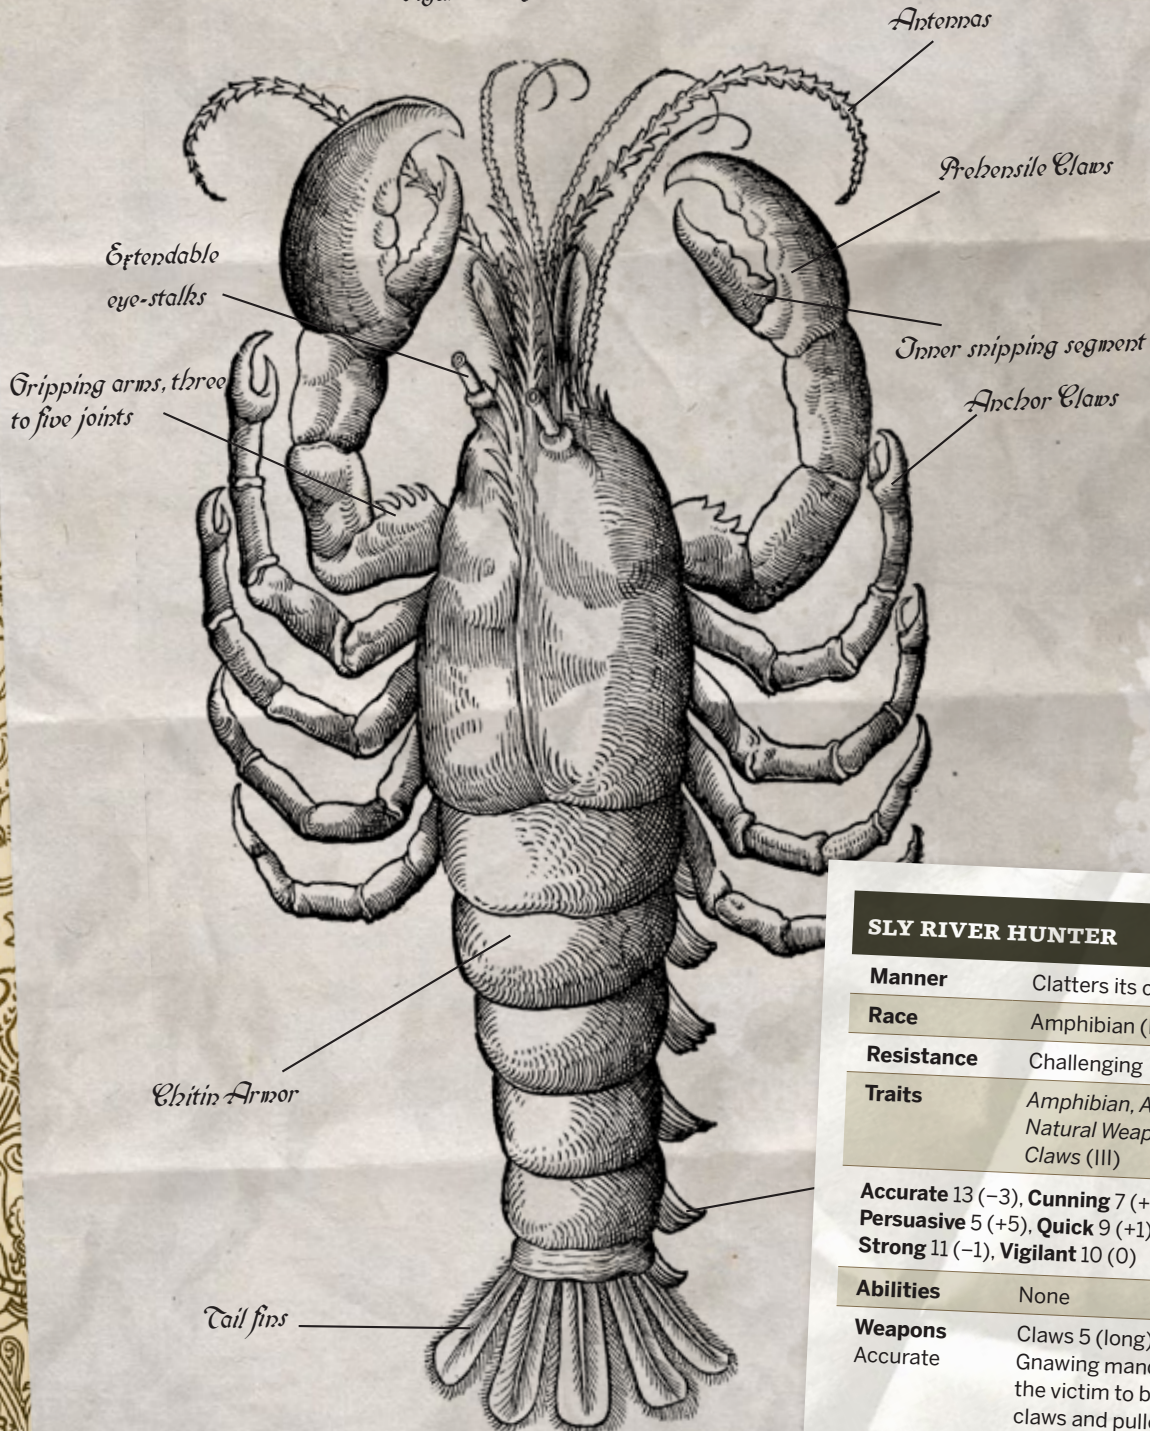 Antennas
Prehensile Claws
Extendable
eye-stalks
Inner snipping segment
Gripping arms, three
to five joints
Anchor Claws
Chitin Armor
Tail fins
SLY RIVER HUNTER
Manner Clatters its
Race Amphibian (
Resistance Challenging
Traits Amphibian,
Natural
Claws (III)
Accurate 13 (−3), Cunning 7 (+
Persuasive 5 (+5), Quick 9 (+1)
Strong 11 (−1), Vigilant 10 (0)
Abilities None
Weapons Claws 5 (long)
Accurate Gnawing
the victim to
claws and